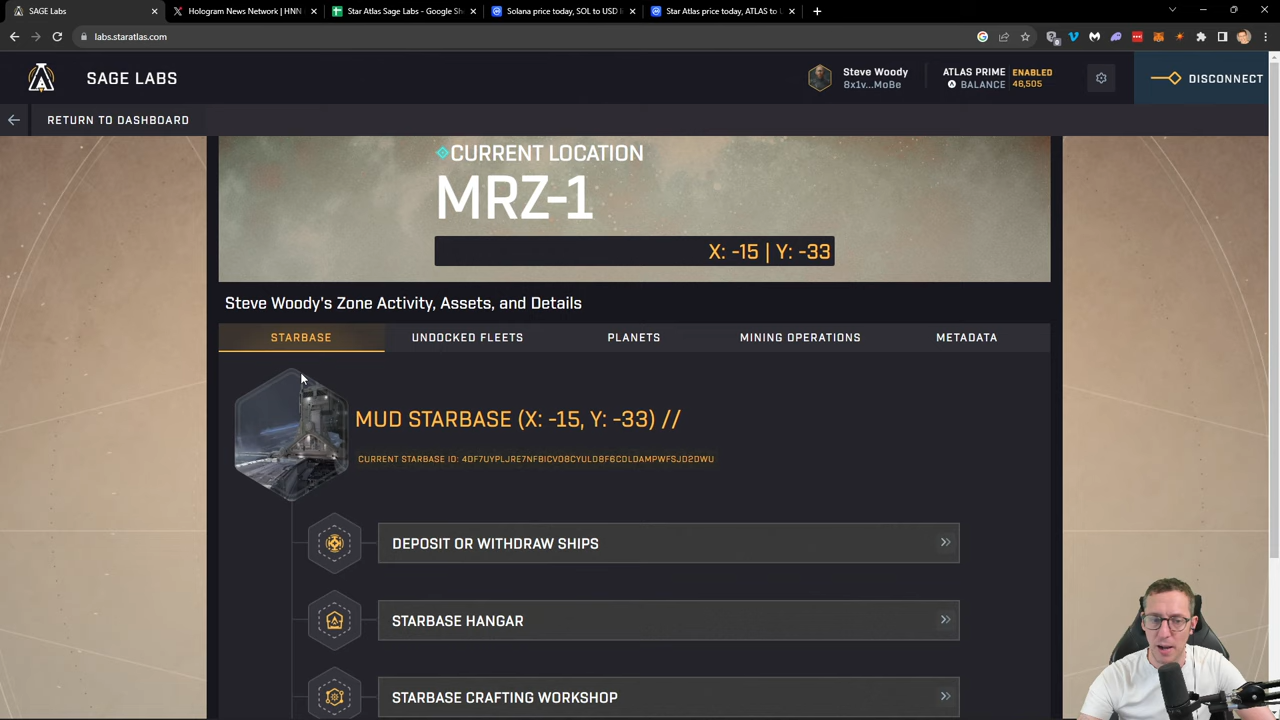 SAGE Labs
Hologram News Network | HNN
Star Atlas Sage Labs - Google Sh
Solana price today, SOL to USD l
Star Atlas price today, ATLAS to U
labs.staratlas.com
SAGE LABS
Steve Woody
8x1v...MoBe
ATLAS PRIME ENABLED
BALANCE 46,505
DISCONNECT
RETURN TO DASHBOARD
CURRENT LOCATION
MRZ-1
X: -15 | Y: -33
Steve Woody's Zone Activity, Assets, and Details
STARBASE UNDOCKED FLEETS PLANETS MINING OPERATIONS METADATA
MUD STARBASE (X: -15, Y: -33) //
CURRENT STARBASE ID:
DEPOSIT OR WITHDRAW SHIPS
STARBASE HANGAR
STARBASE CRAFTING WORKSHOP